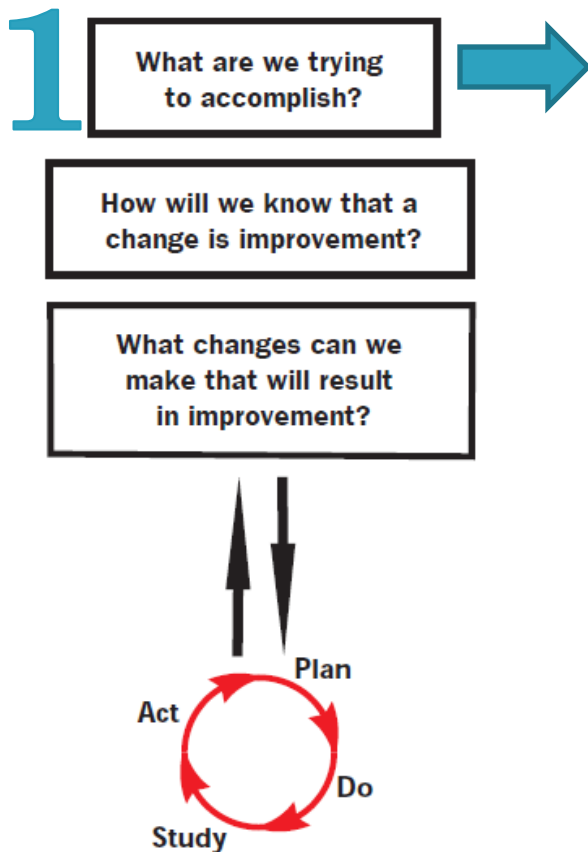 1
What are we trying
to accomplish?
How will we know that a
change is improvement?
What changes can we
make that will result
in improvement?
Plan
Act
Do
Study